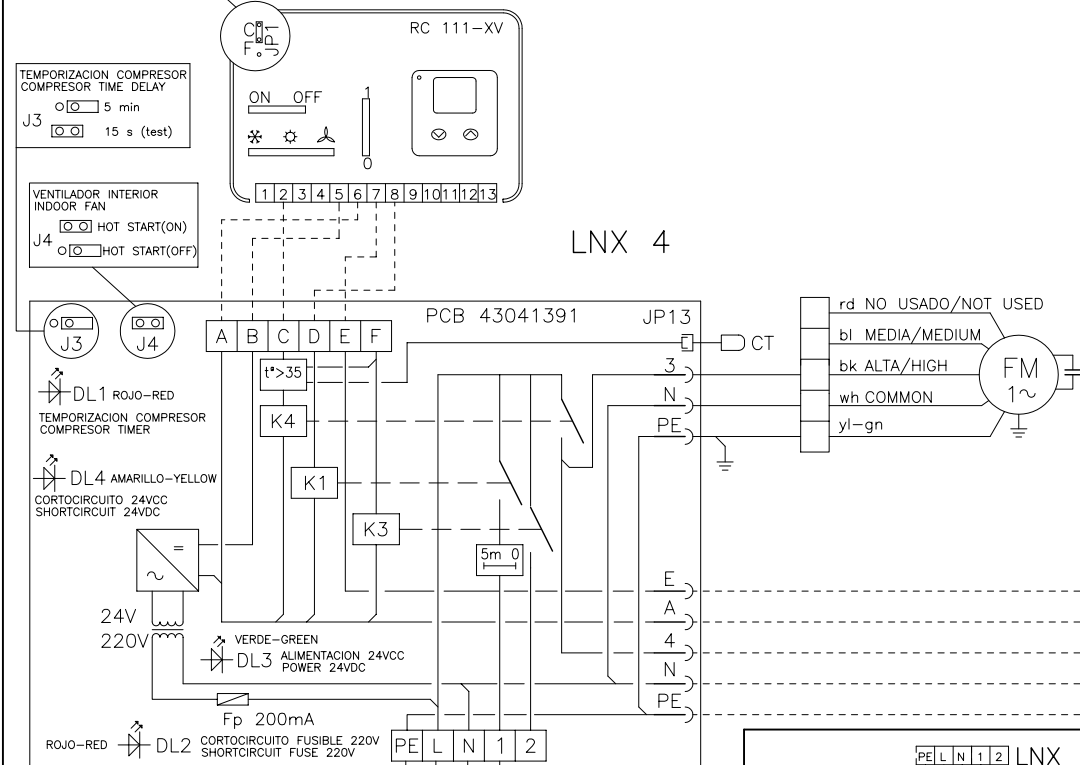 C
F
JP1
RC 111-XV
ON OFF
1
0
1 2 3 4 5 6 7 8 9 10 11 12 13
TEMPORIZACION COMPRESOR
COMPRESOR TIME DELAY
J3
5 min
15 s (test)
VENTILADOR INTERIOR
INDOOR FAN
J4
HOT START(ON)
HOT START(OFF)
LNX 4
J3
J4
A B C D E F
PCB 43041391
JP13
CT
rd NO USADO/NOT USED
bl MEDIA/MEDIUM
bk ALTA/HIGH
wh COMMON
yl-gn
FM
1~
3
N
PE
tª>35
K4
K1
K3
5m 0
DL1 ROJO-RED
TEMPORIZACION COMPRESOR
COMPRESOR TIMER
DL4 AMARILLO-YELLOW
CORTOCIRCUITO 24VCC
SHORTCIRCUIT 24VDC
=
~
24V
220V
VERDE-GREEN
DL3 ALIMENTACION 24VCC
POWER 24VDC
E
A
4
N
PE
Fp 200mA
ROJO-RED DL2 CORTOCIRCUITO FUSIBLE 220V
SHORTCIRCUIT FUSE 220V
PE L N 1 2
PE L N 1 2 LNX